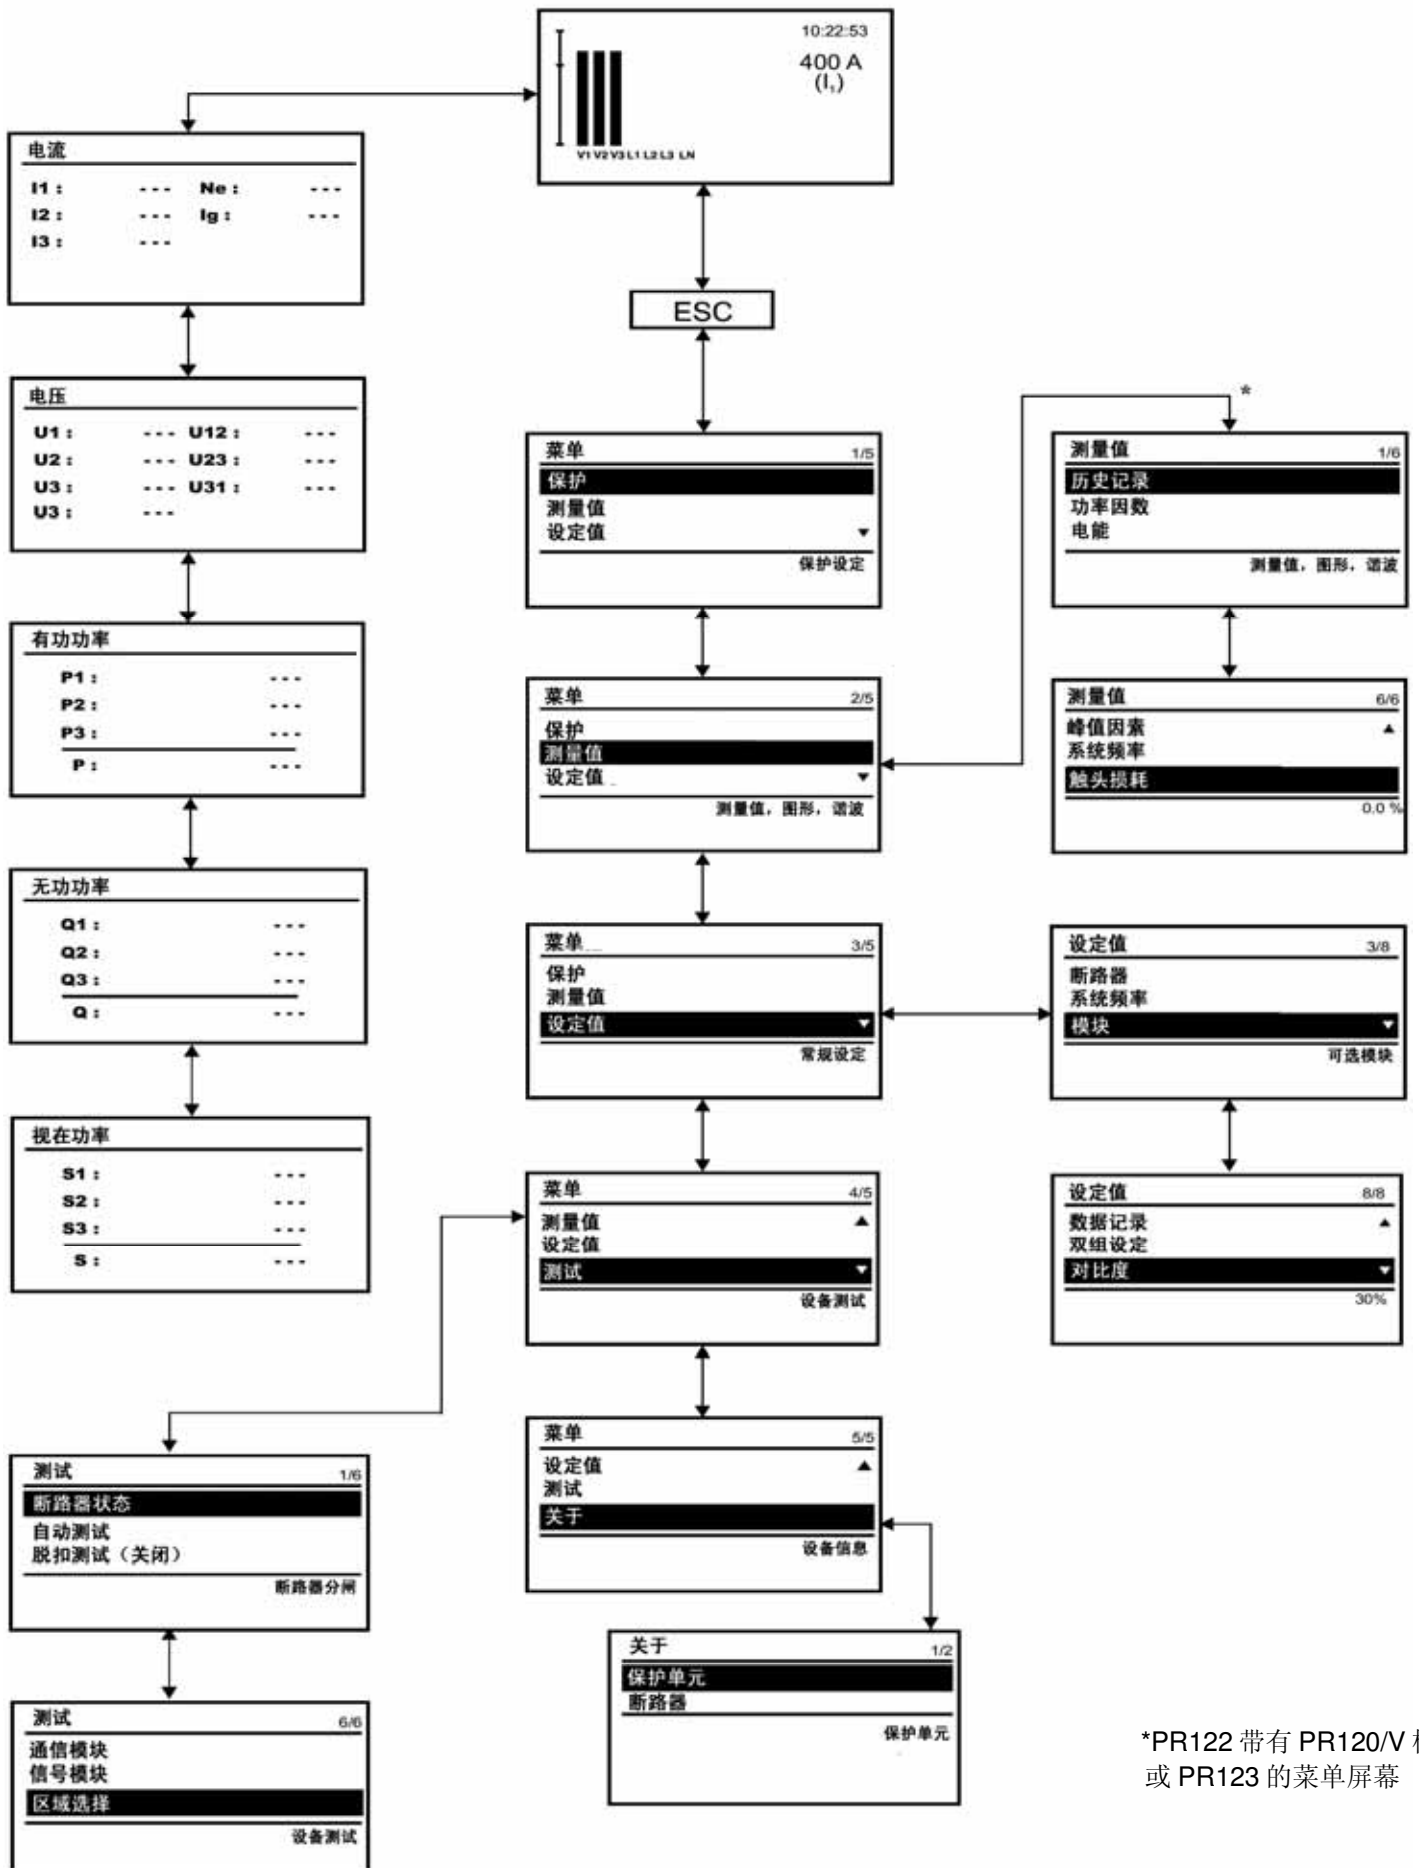 10:22:53
400 A
(I₁)
V1 V2 V3 L1 L2 L3 LN
电流
I1 : --- Ne : ---
I2 : --- Ig : ---
I3 : ---
ESC
电压
U1 : --- U12 : ---
U2 : --- U23 : ---
U3 : --- U31 : ---
U3 : ---
菜单 1/5
保护
测量值
设定值
保护设定
*
测量值 1/6
历史记录
功率因数
电能
测量值，图形，谐波
有功功率
P1 : ---
P2 : ---
P3 : ---
P : ---
菜单 2/5
保护
测量值
设定值
测量值，图形，谐波
测量值 6/6
峰值因素
系统频率
触头损耗
0.0 %
无功功率
Q1 : ---
Q2 : ---
Q3 : ---
Q : ---
菜单 3/5
保护
测量值
设定值
常规设定
设定值 3/8
断路器
系统频率
模块
可选模块
视在功率
S1 : ---
S2 : ---
S3 : ---
S : ---
菜单 4/5
测量值
设定值
测试
设备测试
设定值 8/8
数据记录
双组设定
对比度
30%
测试 1/6
断路器状态
自动测试
脱扣测试（关闭）
断路器分闸
菜单 5/5
设定值
测试
关于
设备信息
关于 1/2
保护单元
断路器
保护单元
测试 6/6
通信模块
信号模块
区域选择
设备测试
*PR122 带有 PR120/V
或 PR123 的菜单屏幕